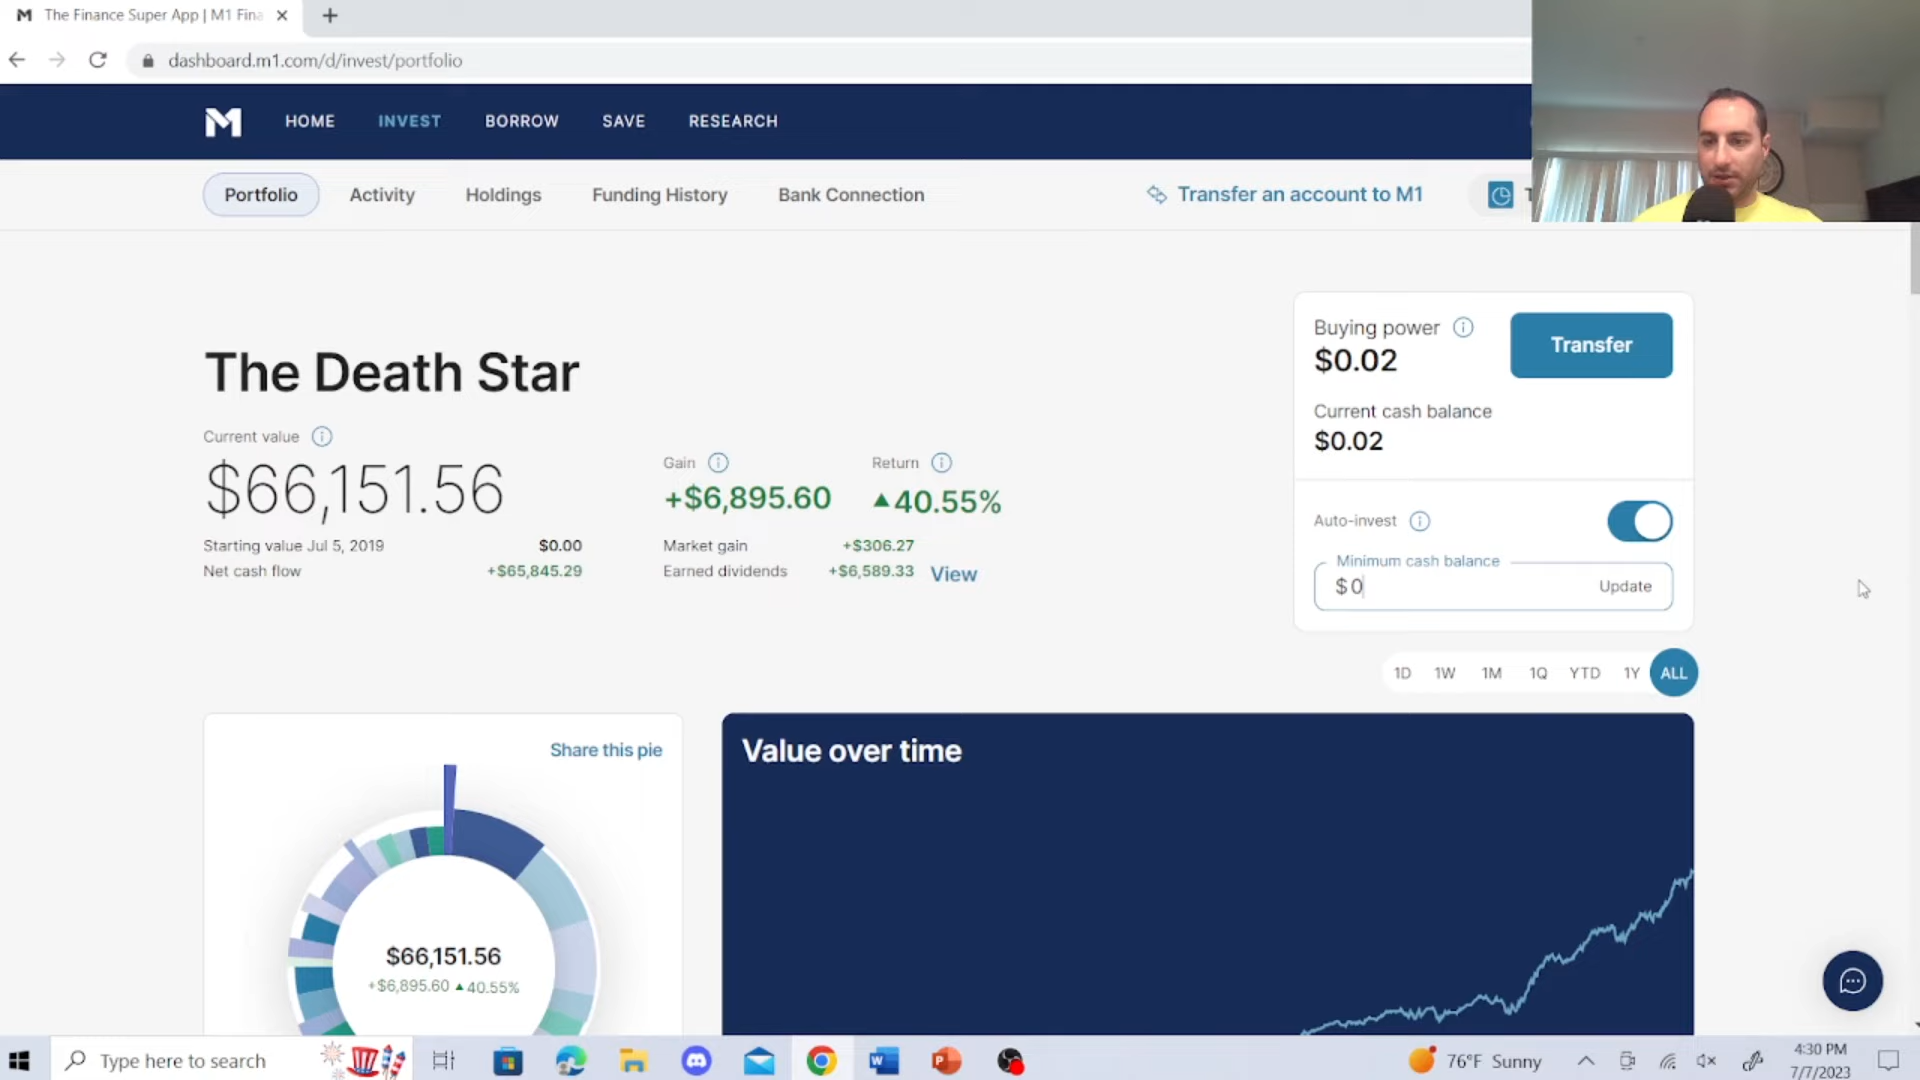 The Finance Super App | M1 Fina
dashboard.m1.com/d/invest/portfolio
HOME INVEST BORROW SAVE RESEARCH
Portfolio Activity Holdings Funding History Bank Connection Transfer an account to M1
The Death Star
Current value
$66,151.56
Starting value Jul 5, 2019 $0.00
Net cash flow +$65,845.29
Gain
+$6,895.60
Return
▲40.55%
Market gain +$306.27
Earned dividends +$6,589.33 View
Buying power
$0.02
Transfer
Current cash balance
$0.02
Auto-invest
Minimum cash balance
$0 Update
1D 1W 1M 1Q YTD 1Y ALL
Share this pie
$66,151.56
+$6,895.60 ▲40.55%
Value over time
Type here to search
76°F Sunny
4:30 PM
7/7/2023